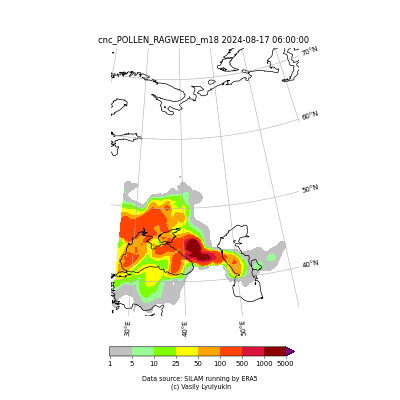 cnc_POLLEN_RAGWEED_m18 2024-08-17 06:00:00
70°N
60°N
50°N
40°N
30°E
40°E
50°E
1 5 10 25 50 100 500 1000 5000
Data source: SILAM running by ERA5
(c) Vasily Lyulyukin